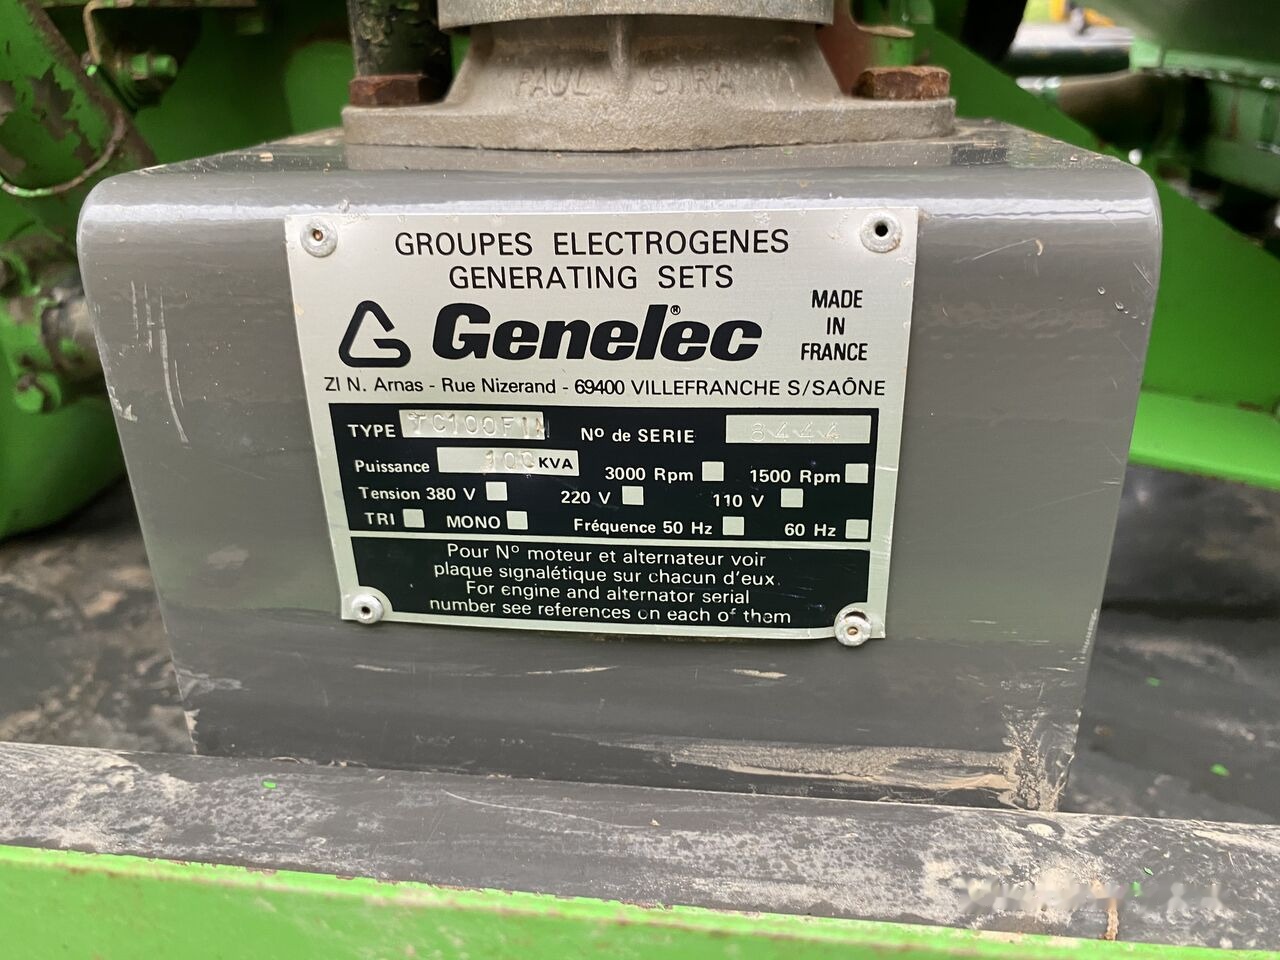 PAUL STRA
GROUPES ELECTROGENES
GENERATING SETS
Genelec®
MADE
IN
FRANCE
ZI N. Arnas - Rue Nizerand - 69400 VILLEFRANCHE S/SAÔNE
TYPE TC100FIN Nº de SERIE 8444
Puissance 100 KVA 3000 Rpm 1500 Rpm
Tension 380 V 220 V 110 V
TRI MONO Fréquence 50 Hz 60 Hz
Pour Nº moteur et alternateur voir
plaque signalétique sur chacun d'eux.
For engine and alternator serial
number see references on each of them